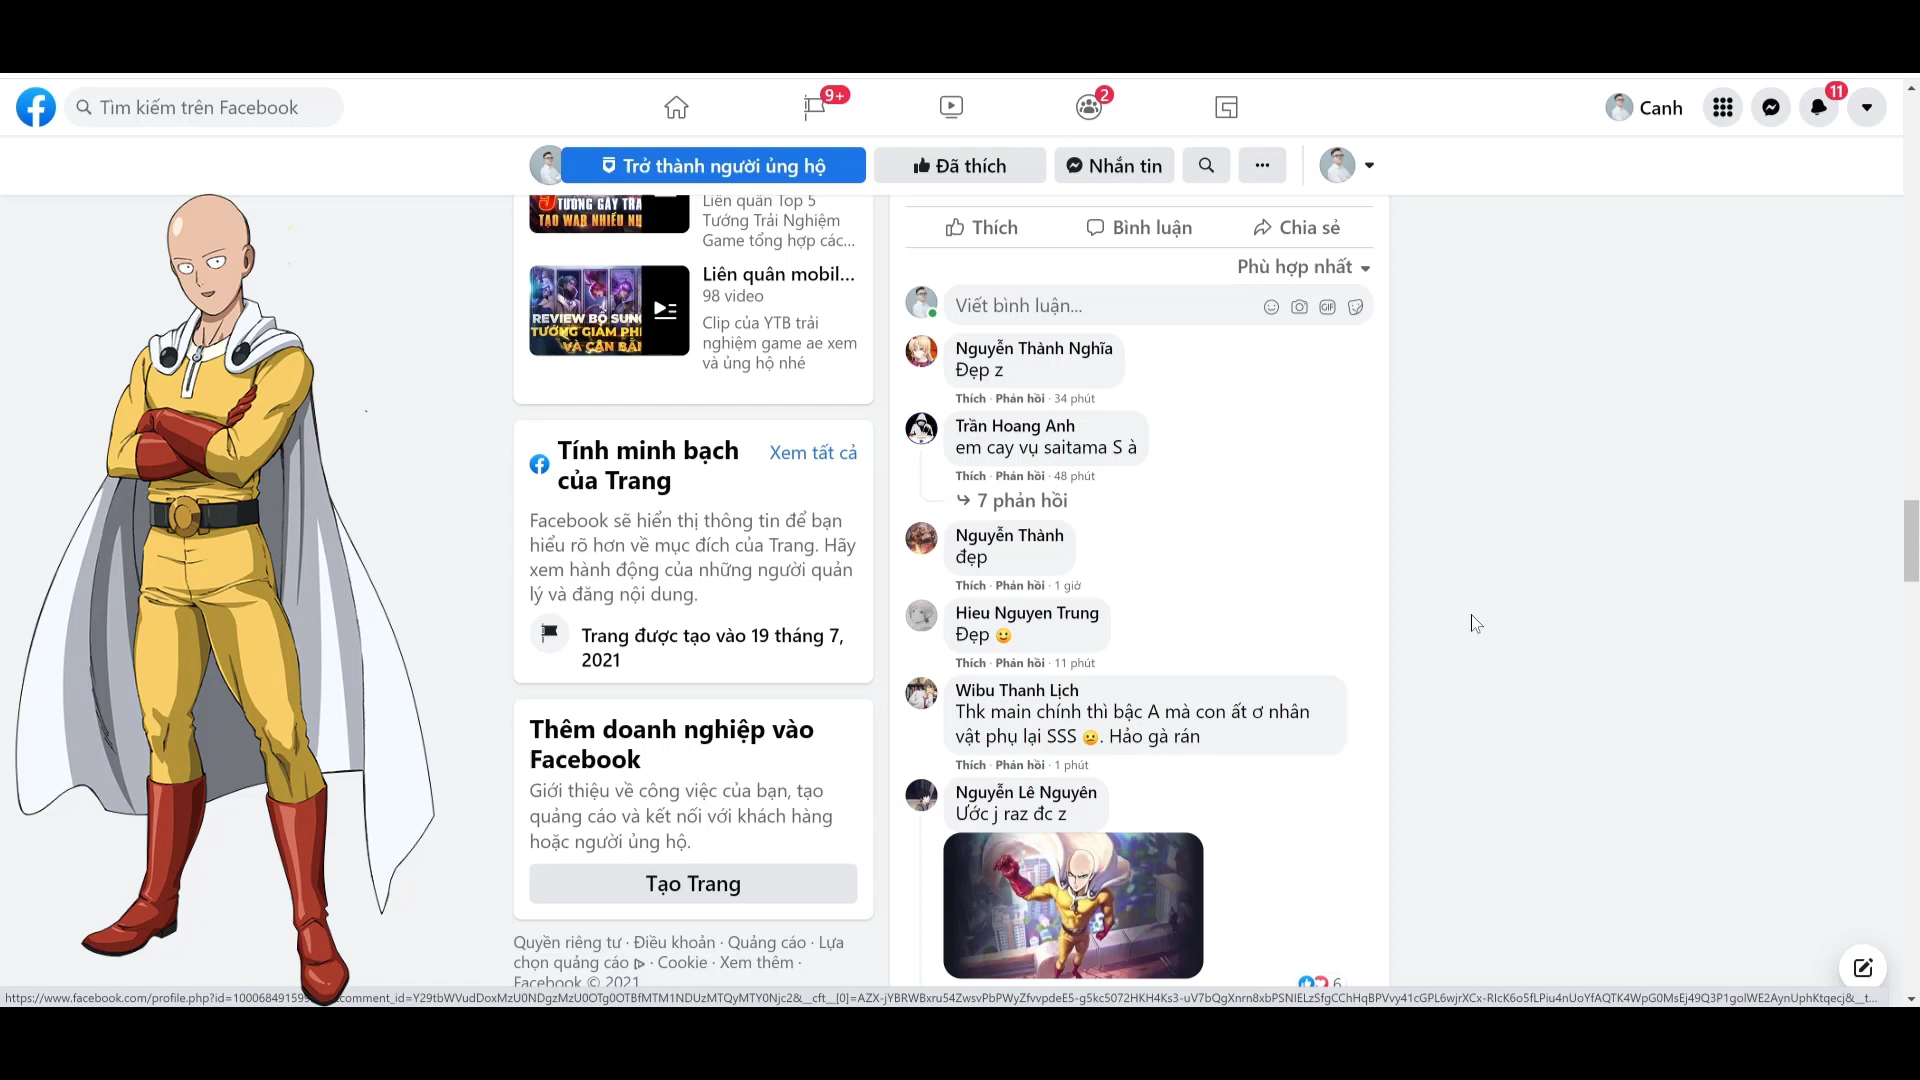 Tìm kiếm trên Facebook
9+
2
Canh
11
Trở thành người ủng hộ
Đã thích
Nhắn tin
TƯỚNG GÂY TRA
TẠO WAR NHIỀU NH
Liên quân Top 5
Tướng Trải Nghiệm
Game tổng hợp các...
REVIEW BỔ SUNG
TƯỚNG GIẢM PHI
VÀ CÂN BẰ
Liên quân mobil...
98 video
Clip của YTB trải
nghiệm game ae xem
và ủng hộ nhé
Tính minh bạch
của Trang
Xem tất cả
Facebook sẽ hiển thị thông tin để bạn
hiểu rõ hơn về mục đích của Trang. Hãy
xem hành động của những người quản
lý và đăng nội dung.
Trang được tạo vào 19 tháng 7,
2021
Thêm doanh nghiệp vào
Facebook
Giới thiệu về công việc của bạn, tạo
quảng cáo và kết nối với khách hàng
hoặc người ủng hộ.
Tạo Trang
Quyền riêng tư · Điều khoản · Quảng cáo · Lựa
chọn quảng cáo · Cookie · Xem thêm ·
Facebook © 2021
Thích
Bình luận
Chia sẻ
Phù hợp nhất
Viết bình luận...
GIF
Nguyễn Thành Nghĩa
Đẹp z
Thích · Phản hồi · 34 phút
Trần Hoang Anh
em cay vụ saitama S à
Thích · Phản hồi · 48 phút
7 phản hồi
Nguyễn Thành
đẹp
Thích · Phản hồi · 1 giờ
Hieu Nguyen Trung
Đẹp 🙂
Thích · Phản hồi · 11 phút
Wibu Thanh Lịch
Thk main chính thì bậc A mà con ất ơ nhân
vật phụ lại SSS 😕. Hảo gà rán
Thích · Phản hồi · 1 phút
Nguyễn Lê Nguyên
Ước j raz đc z
6